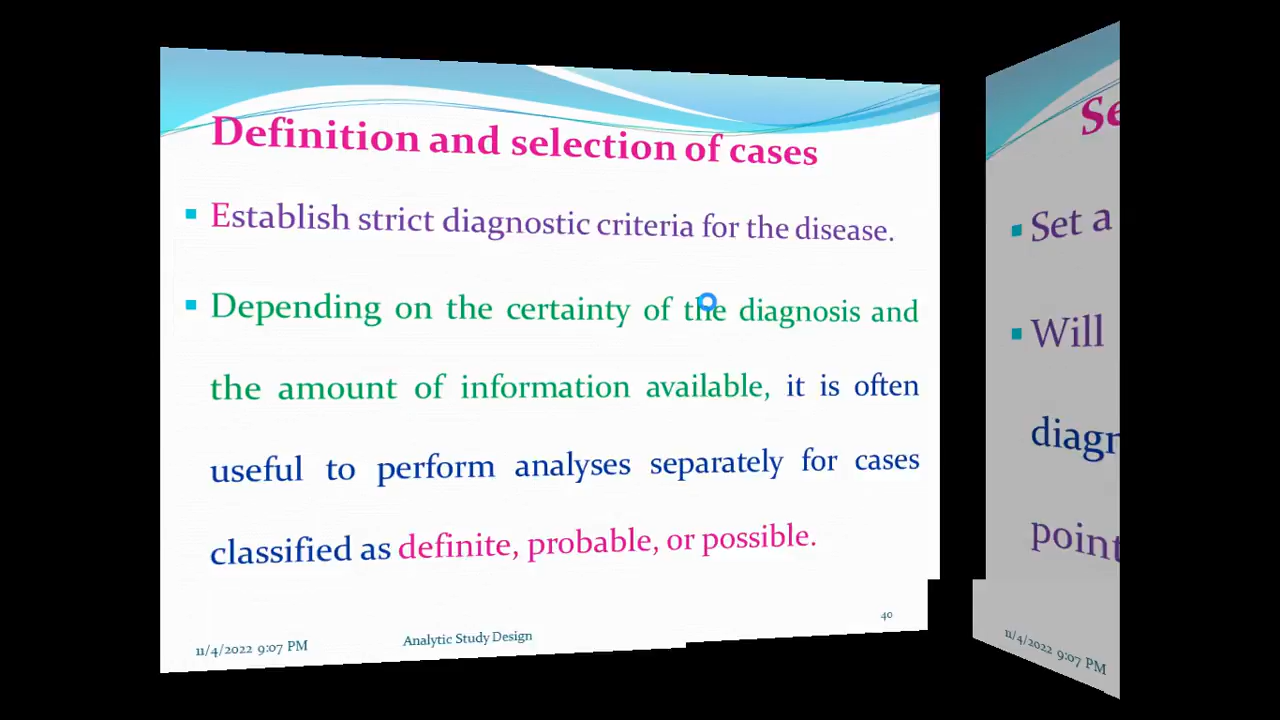 Definition and selection of cases
Establish strict diagnostic criteria for the disease.
Depending on the certainty of the diagnosis and
the amount of information available, it is often
useful to perform analyses separately for cases
classified as definite, probable, or possible.
11/4/2022 9:07 PM
Analytic Study Design
40
Set a
Will
point
11/4/2022 9:07 PM